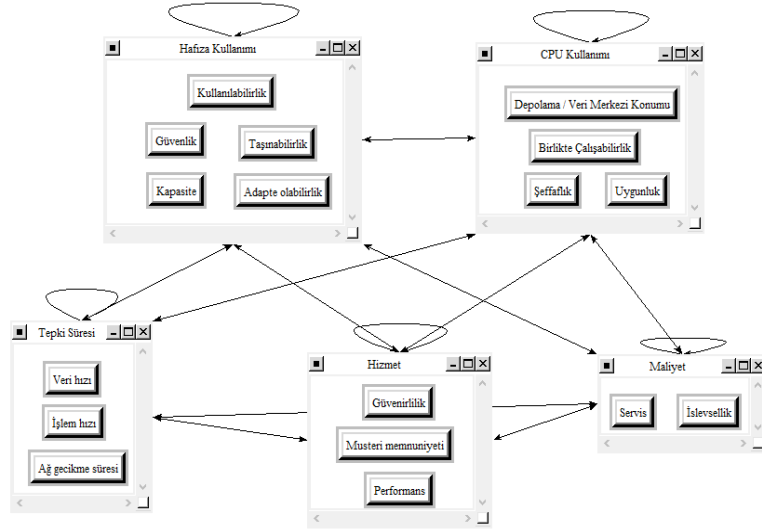 Hafıza Kullanımı
Kullanılabilirlik
Güvenlik
Taşınabilirlik
Kapasite
Adapte olabilirlik
CPU Kullanımı
Depolama / Veri Merkezi Konumu
Birlikte Çalışabilirlik
Şeffaflık
Uygunluk
Tepki Süresi
Veri hızı
İşlem hızı
Ağ gecikme süresi
Hizmet
Güvenirlilik
Musteri memnuniyeti
Performans
Maliyet
Servis
İslevsellik